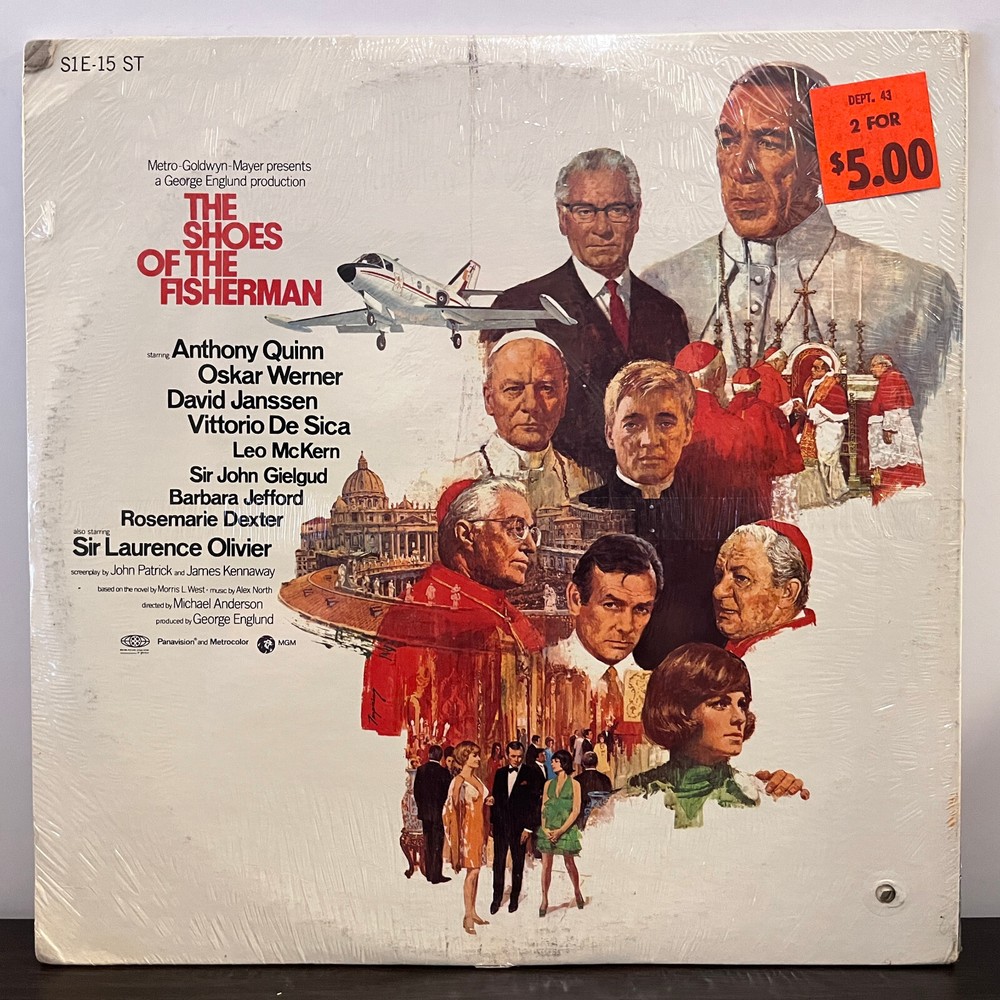 S1E-15 ST
DEPT. 43
2 FOR
$5.00
Metro-Goldwyn-Mayer presents
a George Englund production
THE
SHOES
OF THE
FISHERMAN
starring Anthony Quinn
Oskar Werner
David Janssen
Vittorio De Sica
Leo McKern
Sir John Gielgud
Barbara Jefford
Rosemarie Dexter
also starring
Sir Laurence Olivier
screenplay by John Patrick and James Kennaway
based on the novel by Morris L. West • music by Alex North
directed by Michael Anderson
produced by George Englund
Panavision® and Metrocolor MGM